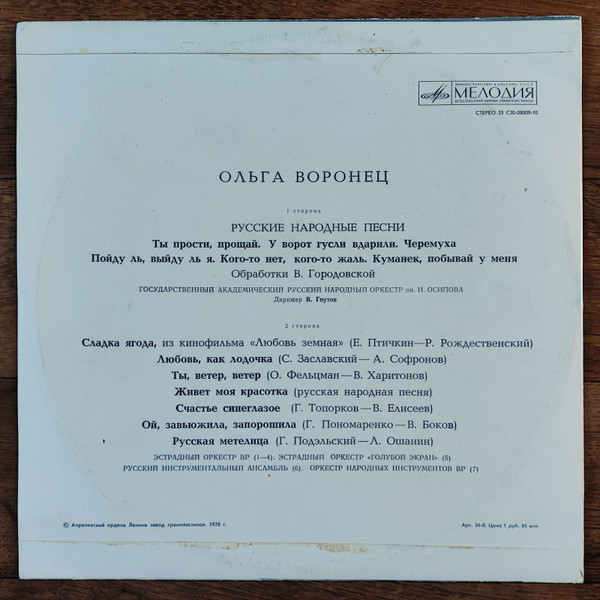 МИНИСТЕРСТВО КУЛЬТУРЫ СССР
МЕЛОДИЯ
ВСЕСОЮЗНАЯ ФИРМА ГРАМПЛАСТИНОК
СТЕРЕО 33 С20-08009-10
ОЛЬГА ВОРОНЕЦ
1 сторона
РУССКИЕ НАРОДНЫЕ ПЕСНИ
Ты прости, прощай. У ворот гусли вдарили. Черемуха
Пойду ль, выйду ль я. Кого-то нет, кого-то жаль. Куманек, побывай у меня
Обработки В. Городовской
ГОСУДАРСТВЕННЫЙ АКАДЕМИЧЕСКИЙ РУССКИЙ НАРОДНЫЙ ОРКЕСТР им. Н. ОСИПОВА
Дирижер В. Гнутов
2 сторона
Сладка ягода, из кинофильма «Любовь земная» (Е. Птичкин—Р. Рождественский)
Любовь, как лодочка (С. Заславский—А. Софронов)
Ты, ветер, ветер (О. Фельцман—В. Харитонов)
Живет моя красотка (русская народная песня)
Счастье синеглазое (Г. Топорков—В. Елисеев)
Ой, завьюжила, запорошила (Г. Пономаренко—В. Боков)
Русская метелица (Г. Подэльский—Л. Ошанин)
ЭСТРАДНЫЙ ОРКЕСТР ВР (1—4). ЭСТРАДНЫЙ ОРКЕСТР «ГОЛУБОЙ ЭКРАН» (5)
РУССКИЙ ИНСТРУМЕНТАЛЬНЫЙ АНСАМБЛЬ (6). ОРКЕСТР НАРОДНЫХ ИНСТРУМЕНТОВ ВР (7)
© Апрелевский ордена Ленина завод грампластинок. 1978 г.
Арт. 36-8. Цена 1 руб. 45 коп.